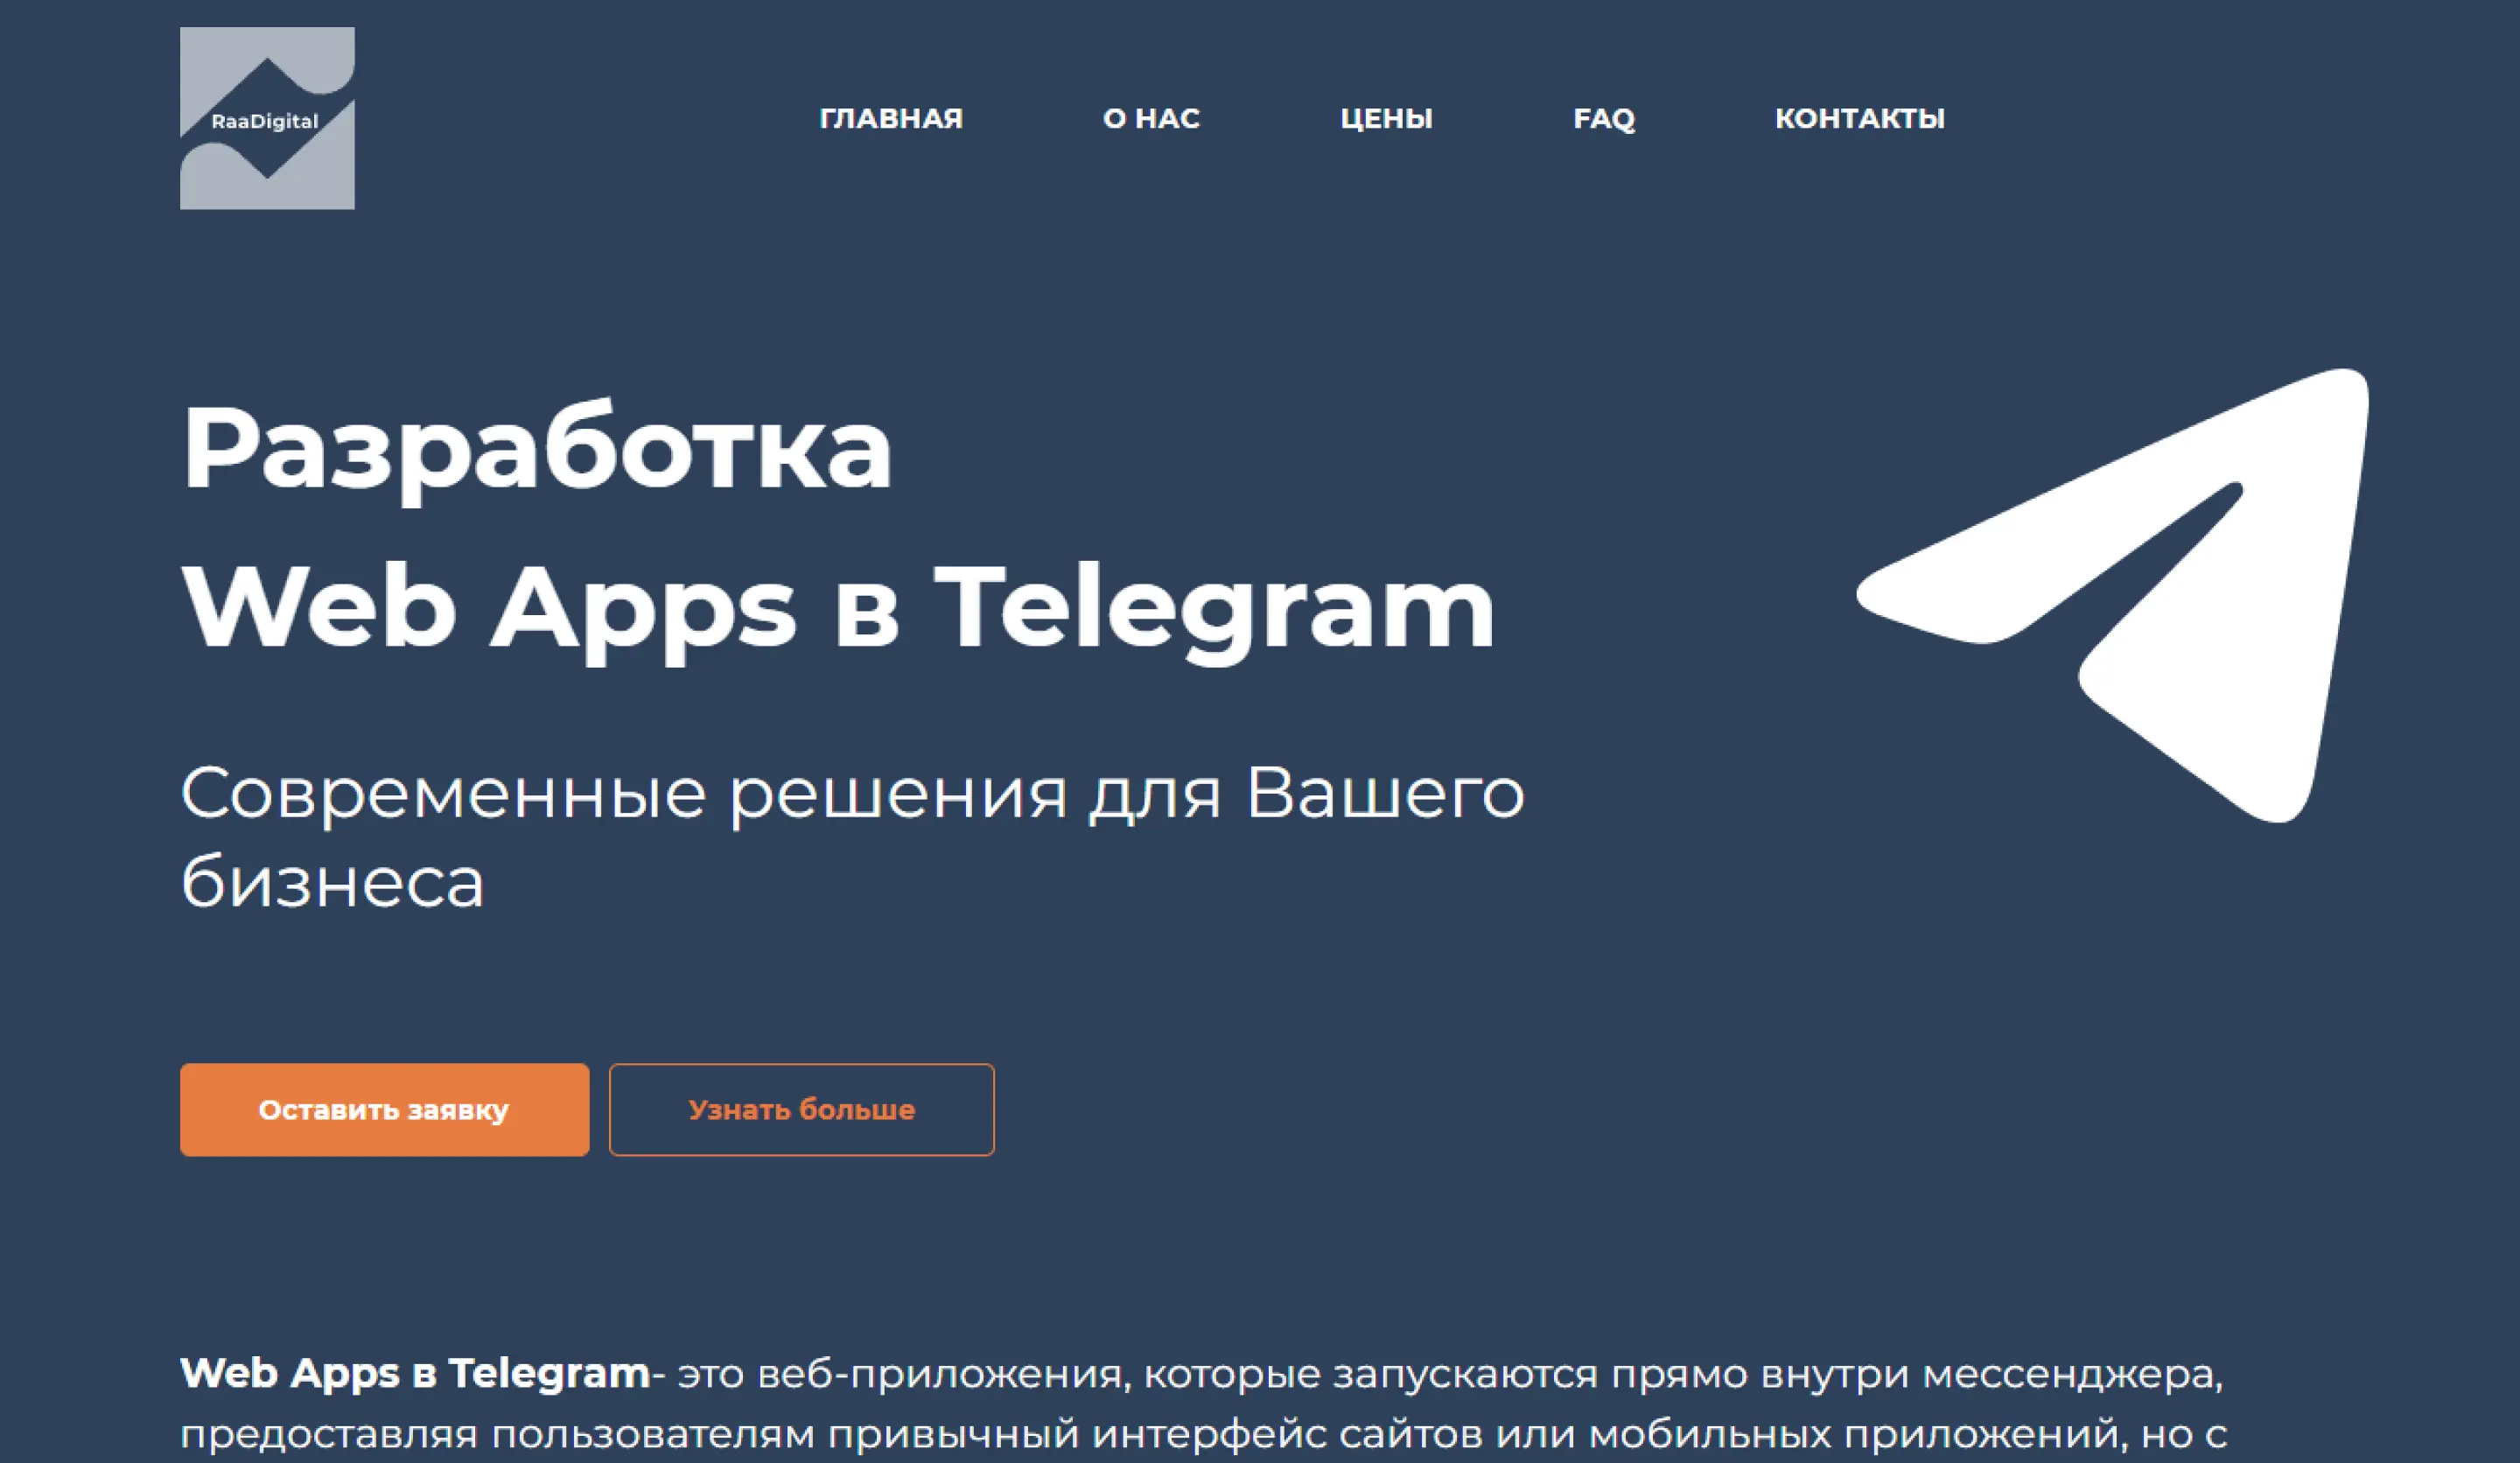 RaaDigital
ГЛАВНАЯ О НАС ЦЕНЫ FAQ КОНТАКТЫ
Разработка
Web Apps в Telegram
Современные решения для Вашего
бизнеса
Оставить заявку Узнать больше
Web Apps в Telegram- это веб-приложения, которые запускаются прямо внутри мессенджера,
предоставляя пользователям привычный интерфейс сайтов или мобильных приложений, но с